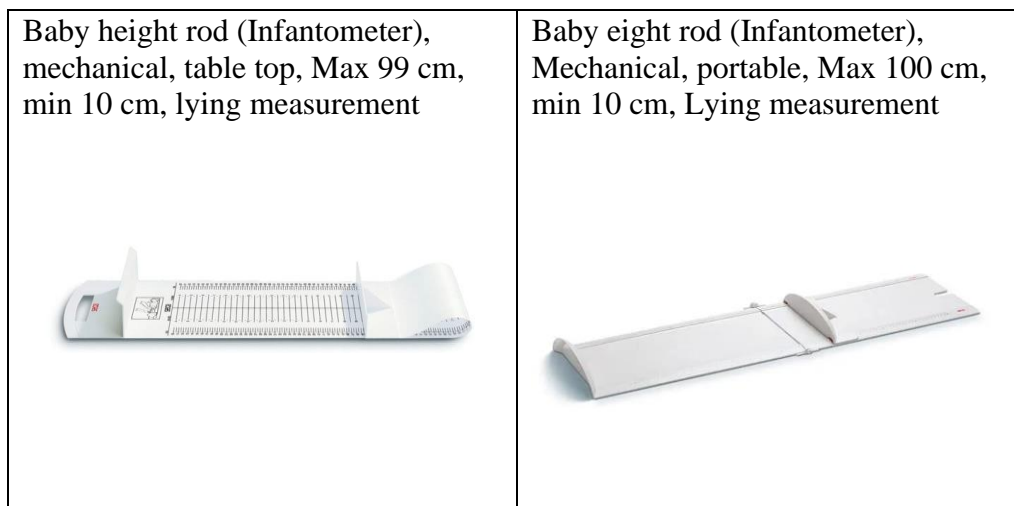 Baby height rod (Infantometer),
mechanical, table top, Max 99 cm,
min 10 cm, lying measurement
Baby eight rod (Infantometer),
Mechanical, portable, Max 100 cm,
min 10 cm, Lying measurement